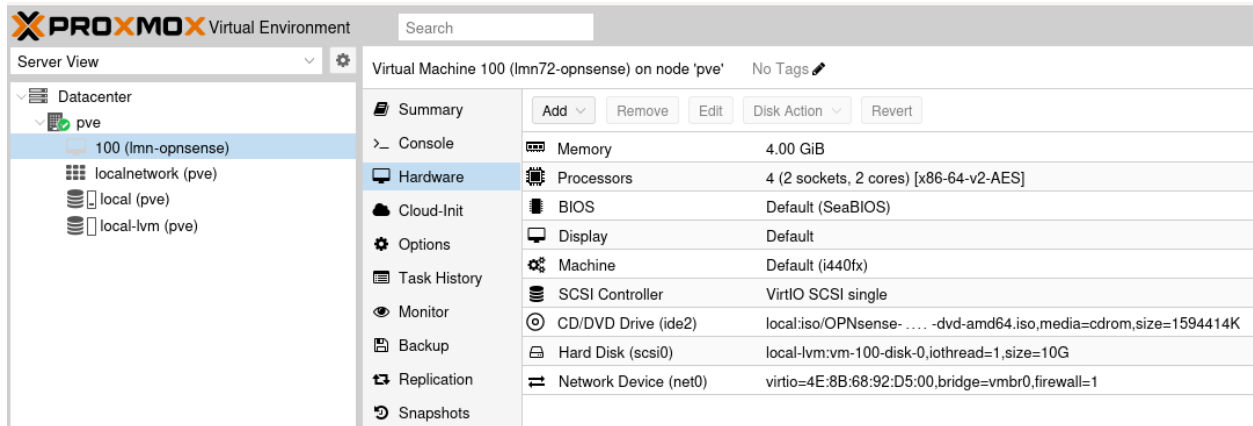 PROXMOX Virtual Environment
Search
Server View
Datacenter
pve
100 (lmn-opnsense)
localnetwork (pve)
local (pve)
local-lvm (pve)
Virtual Machine 100 (lmn72-opnsense) on node 'pve' No Tags
Summary
Console
Hardware
Cloud-Init
Options
Task History
Monitor
Backup
Replication
Snapshots
Add Remove Edit Disk Action Revert
Memory 4.00 GiB
Processors 4 (2 sockets, 2 cores) [x86-64-v2-AES]
BIOS Default (SeaBIOS)
Display Default
Machine Default (i440fx)
SCSI Controller VirtIO SCSI single
CD/DVD Drive (ide2) local:iso/OPNsense- .... -dvd-amd64.iso,media=cdrom,size=1594414K
Hard Disk (scsi0) local-lvm:vm-100-disk-0,iothread=1,size=10G
Network Device (net0) virtio=4E:8B:68:92:D5:00,bridge=vmbr0,firewall=1